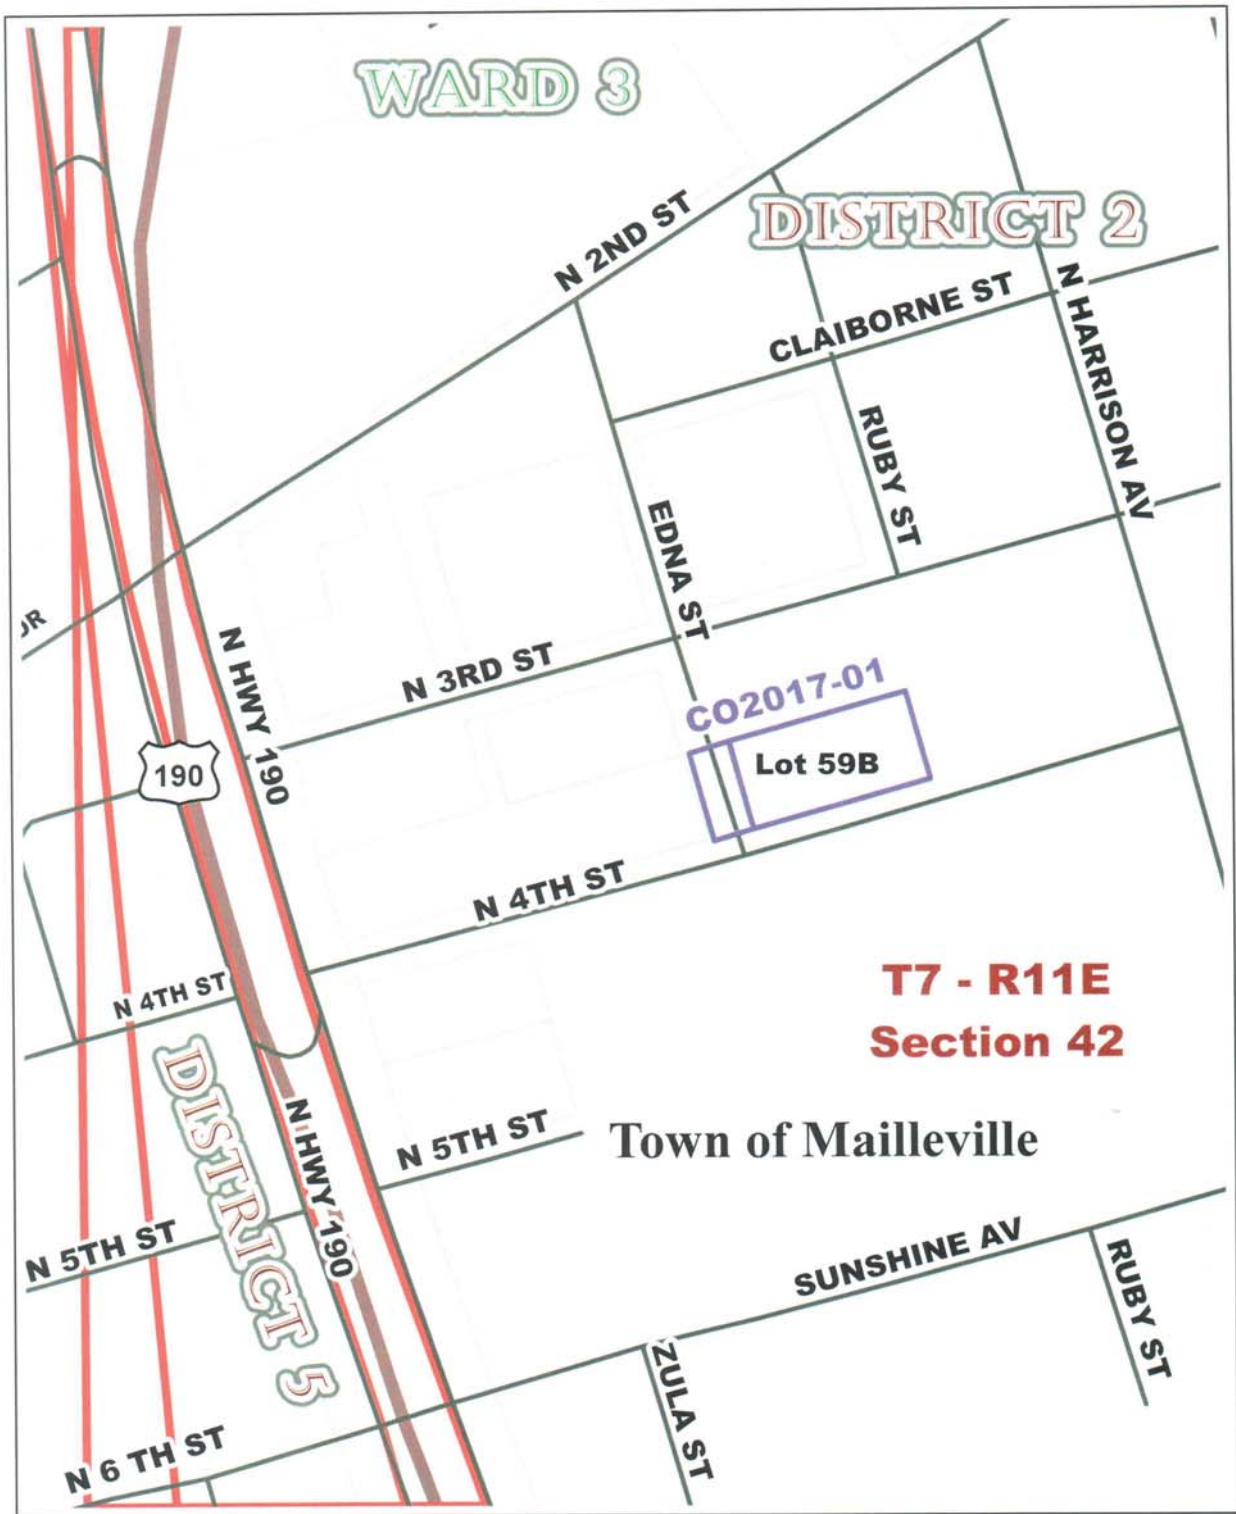 WARD 3
N 2ND ST
DISTRICT 2
CLAIBORNE ST
N HARRISON AV
RUBY ST
EDNA ST
N 3RD ST
N HWY 190
CO2017-01
190
Lot 59B
N 4TH ST
T7 - R11E
Section 42
N 4TH ST
DISTRICT 5
N HWY 190
N 5TH ST
Town of Mailleville
N 5TH ST
SUNSHINE AV
RUBY ST
ZULA ST
N 6 TH ST